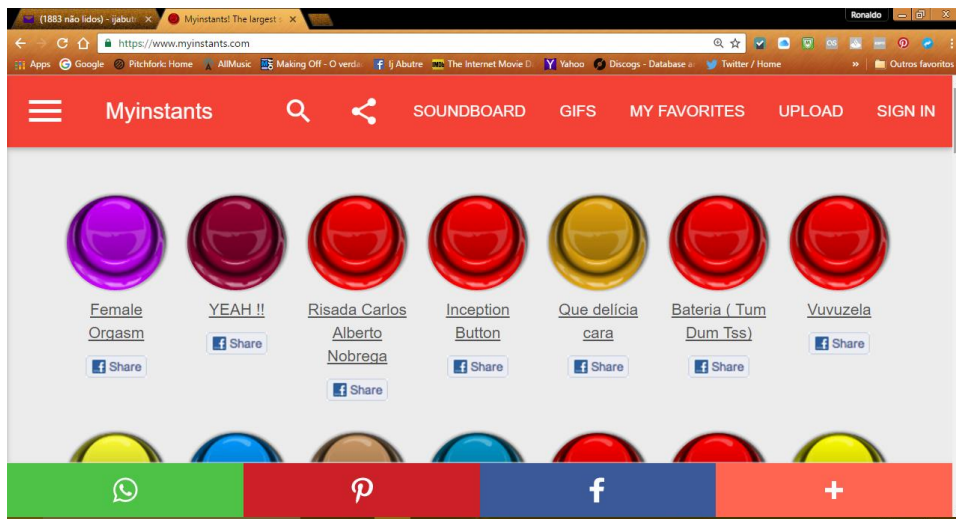 (1883 não lidos) - ijabutr
Myinstants! The largest s
Ronaldo
https://www.myinstants.com
Apps
Google
Pitchfork: Home
AllMusic
Making Off - O verda
Ij Abutre
The Internet Movie D
Yahoo
Discogs - Database a
Twitter / Home
»
Outros favoritos
Myinstants
SOUNDBOARD
GIFS
MY FAVORITES
UPLOAD
SIGN IN
Female
Orgasm
Share
YEAH !!
Share
Risada Carlos
Alberto
Nobrega
Share
Inception
Button
Share
Que delícia
cara
Share
Bateria ( Tum
Dum Tss)
Share
Vuvuzela
Share